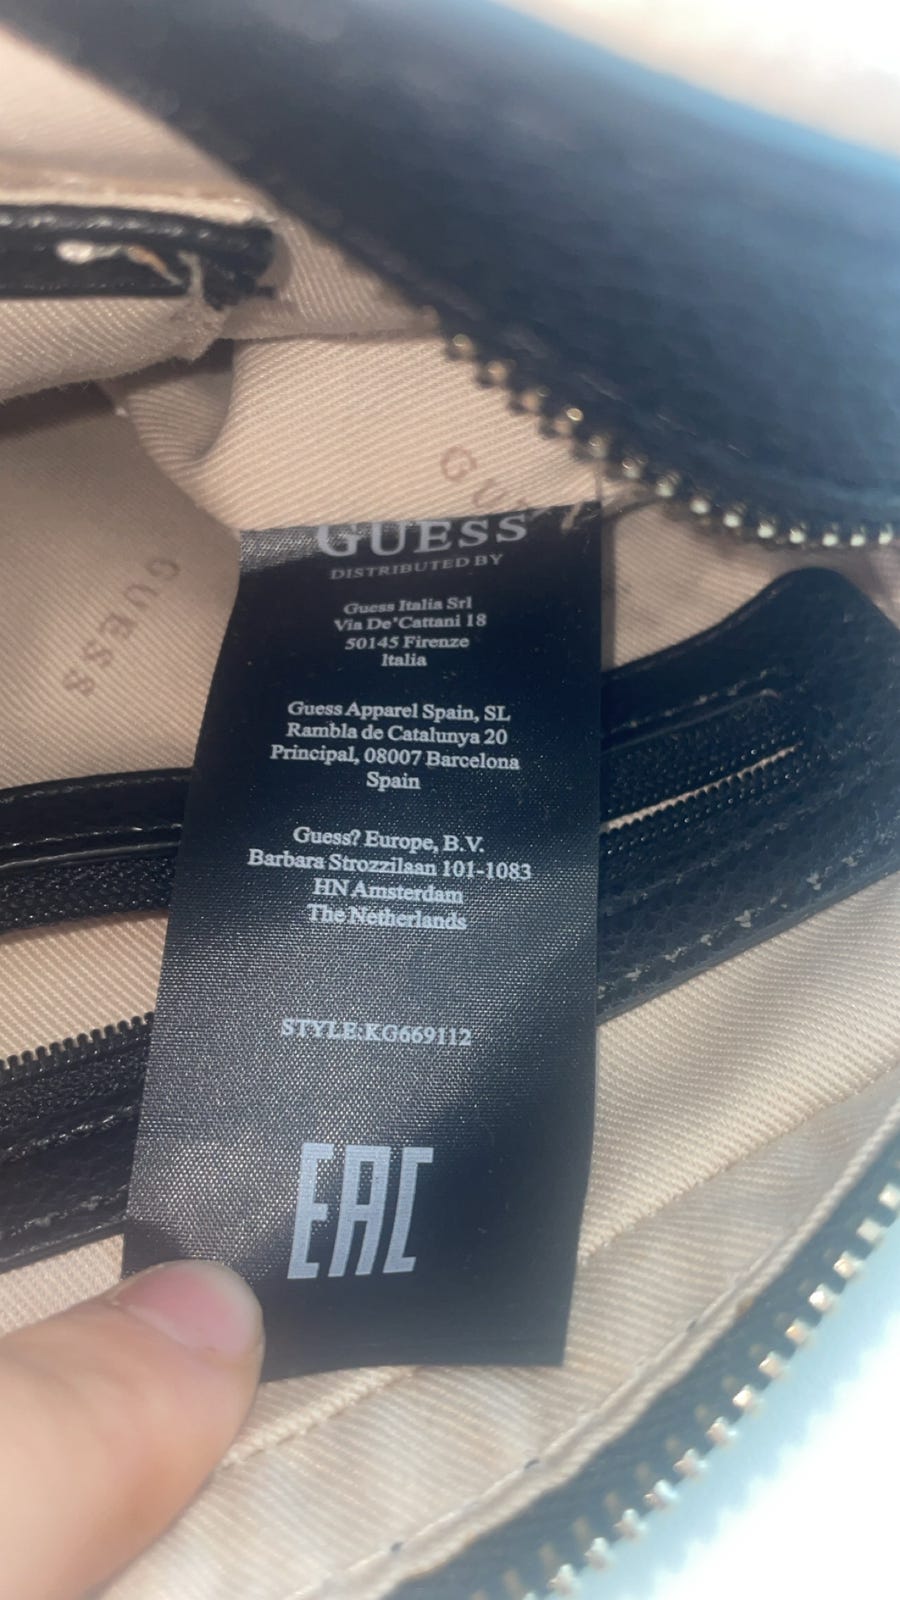 GU
GUESS
GUESS
DISTRIBUTED BY
Guess Italia Srl
Via De'Cattani 18
50145 Firenze
Italia
Guess Apparel Spain, SL
Rambla de Catalunya 20
Principal, 08007 Barcelona
Spain
Guess? Europe, B.V.
Barbara Strozzilaan 101-1083
HN Amsterdam
The Netherlands
STYLE:KG669112
EAC